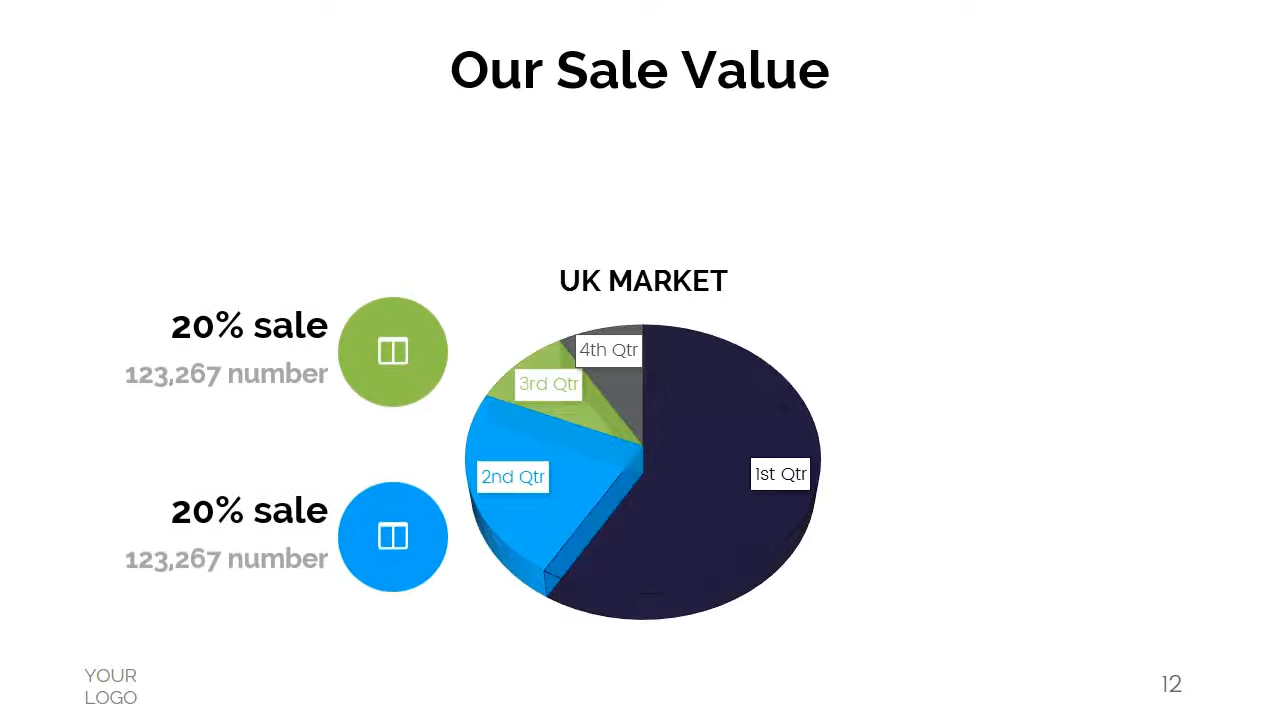 Our Sale Value
UK MARKET
20% sale
123,267 number
4th Qtr
3rd Qtr
2nd Qtr
1st Qtr
20% sale
123,267 number
YOUR
LOGO
12